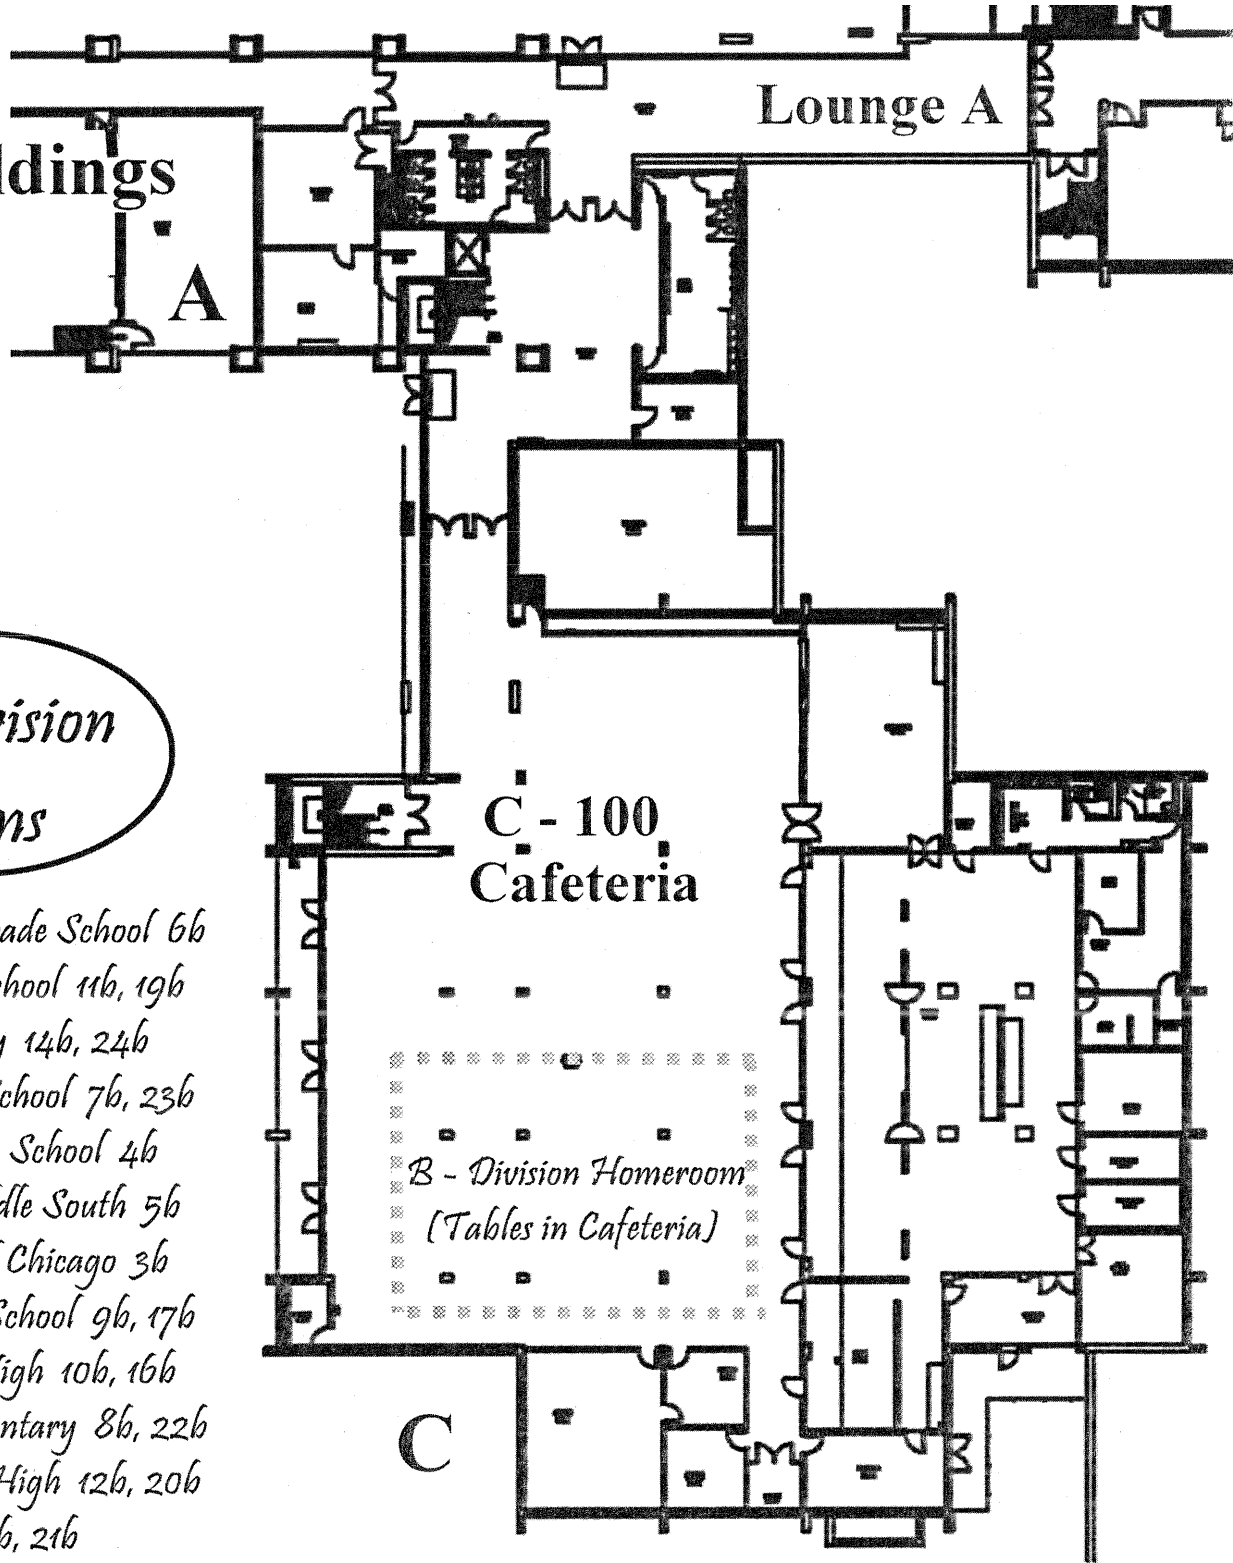 Lounge A
ldings
A
ision
ns
ade School 6b
hool 11b, 19b
y 14b, 24b
chool 7b, 23b
School 4b
dle South 5b
Chicago 3b
School 9b, 17b
igh 10b, 16b
ntary 8b, 22b
High 12b, 20b
b, 21b
C - 100
Cafeteria
B - Division Homeroom
(Tables in Cafeteria)
C